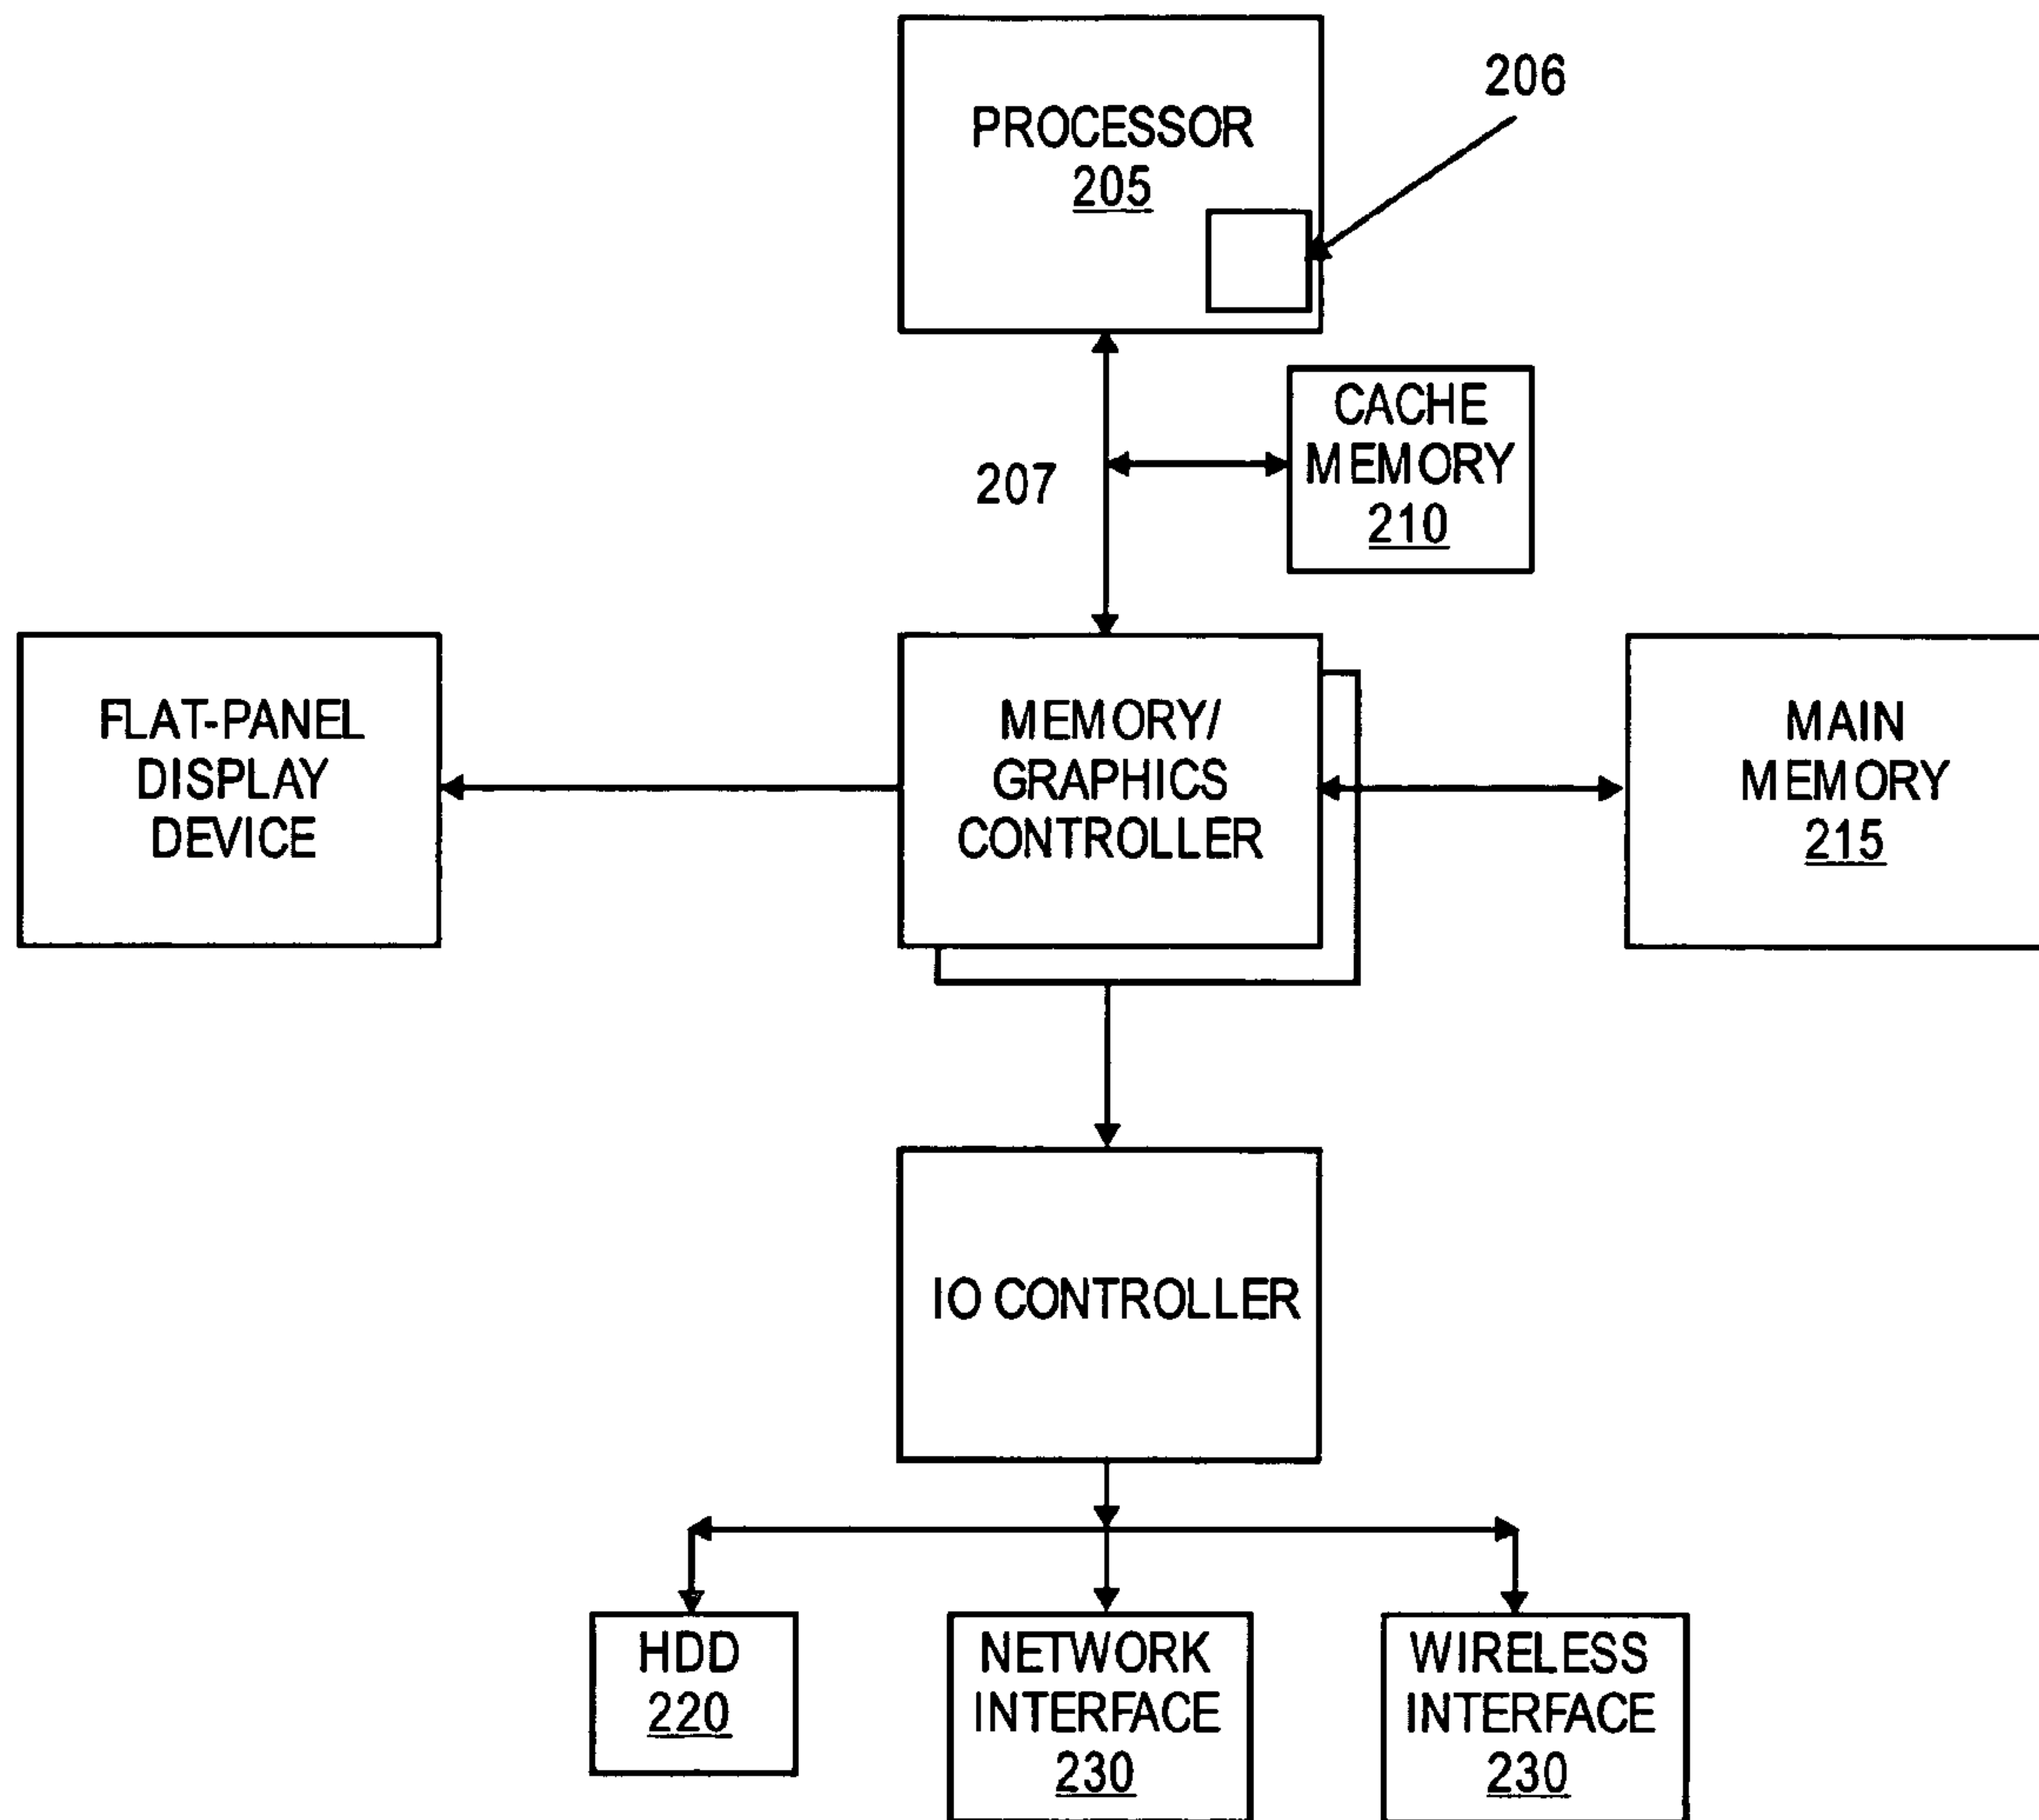 206
PROCESSOR
205
CACHE
MEMORY
210
207
FLAT-PANEL
DISPLAY
DEVICE
MEMORY/
GRAPHICS
CONTROLLER
MAIN
MEMORY
215
IO CONTROLLER
HDD
220
NETWORK
INTERFACE
230
WIRELESS
INTERFACE
230